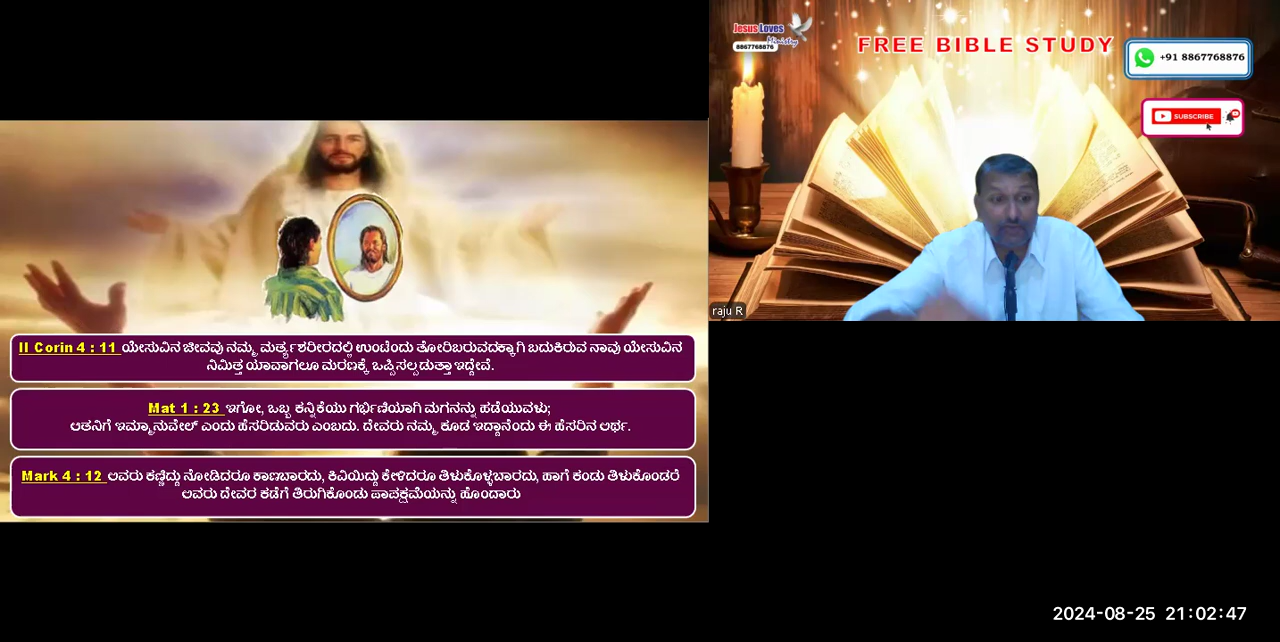 II Corin 4 : 11 ಯೇಸುವಿನ ಜೀವವು ನಮ್ಮ ಮರ್ತ್ಯಶರೀರದಲ್ಲಿ ಉಂಟೆಂದು ತೋರಿಬರುವದಕ್ಕಾಗಿ ಬದುಕಿರುವ ನಾವು ಯೇಸುವಿನ
ನಿಮಿತ್ತ ಯಾವಾಗಲೂ ಮರಣಕ್ಕೆ ಒಪ್ಪಿಸಲ್ಪಡುತ್ತಾ ಇದ್ದೇವೆ.
Mat 1 : 23 ಇಗೋ, ಒಬ್ಬ ಕನ್ನಿಕೆಯು ಗರ್ಭಿಣಿಯಾಗಿ ಮಗನನ್ನು ಹಡೆಯುವಳು;
ಆತನಿಗೆ ಇಮ್ಮಾನುವೇಲ್ ಎಂದು ಹೆಸರಿಡುವರು ಎಂಬದು. ದೇವರು ನಮ್ಮ ಕೂಡ ಇದ್ದಾನೆಂದು ಈ ಹೆಸರಿನ ಅರ್ಥ.
Mark 4 : 12 ಅವರು ಕಣ್ಣಿದ್ದು ನೋಡಿದರೂ ಕಾಣಬಾರದು, ಕಿವಿಯಿದ್ದು ಕೇಳಿದರೂ ತಿಳುಕೊಳ್ಳಬಾರದು, ಹಾಗೆ ಕಂಡು ತಿಳುಕೊಂಡರೆ
ಅವರು ದೇವರ ಕಡೆಗೆ ತಿರುಗಿಕೊಂಡು ಪಾಪಕ್ಷಮೆಯನ್ನು ಹೊಂದಾರು
Jesus Loves
Ministry
8867768876
FREE BIBLE STUDY
+91 8867768876
SUBSCRIBE
raju R
2024-08-25 21:02:47